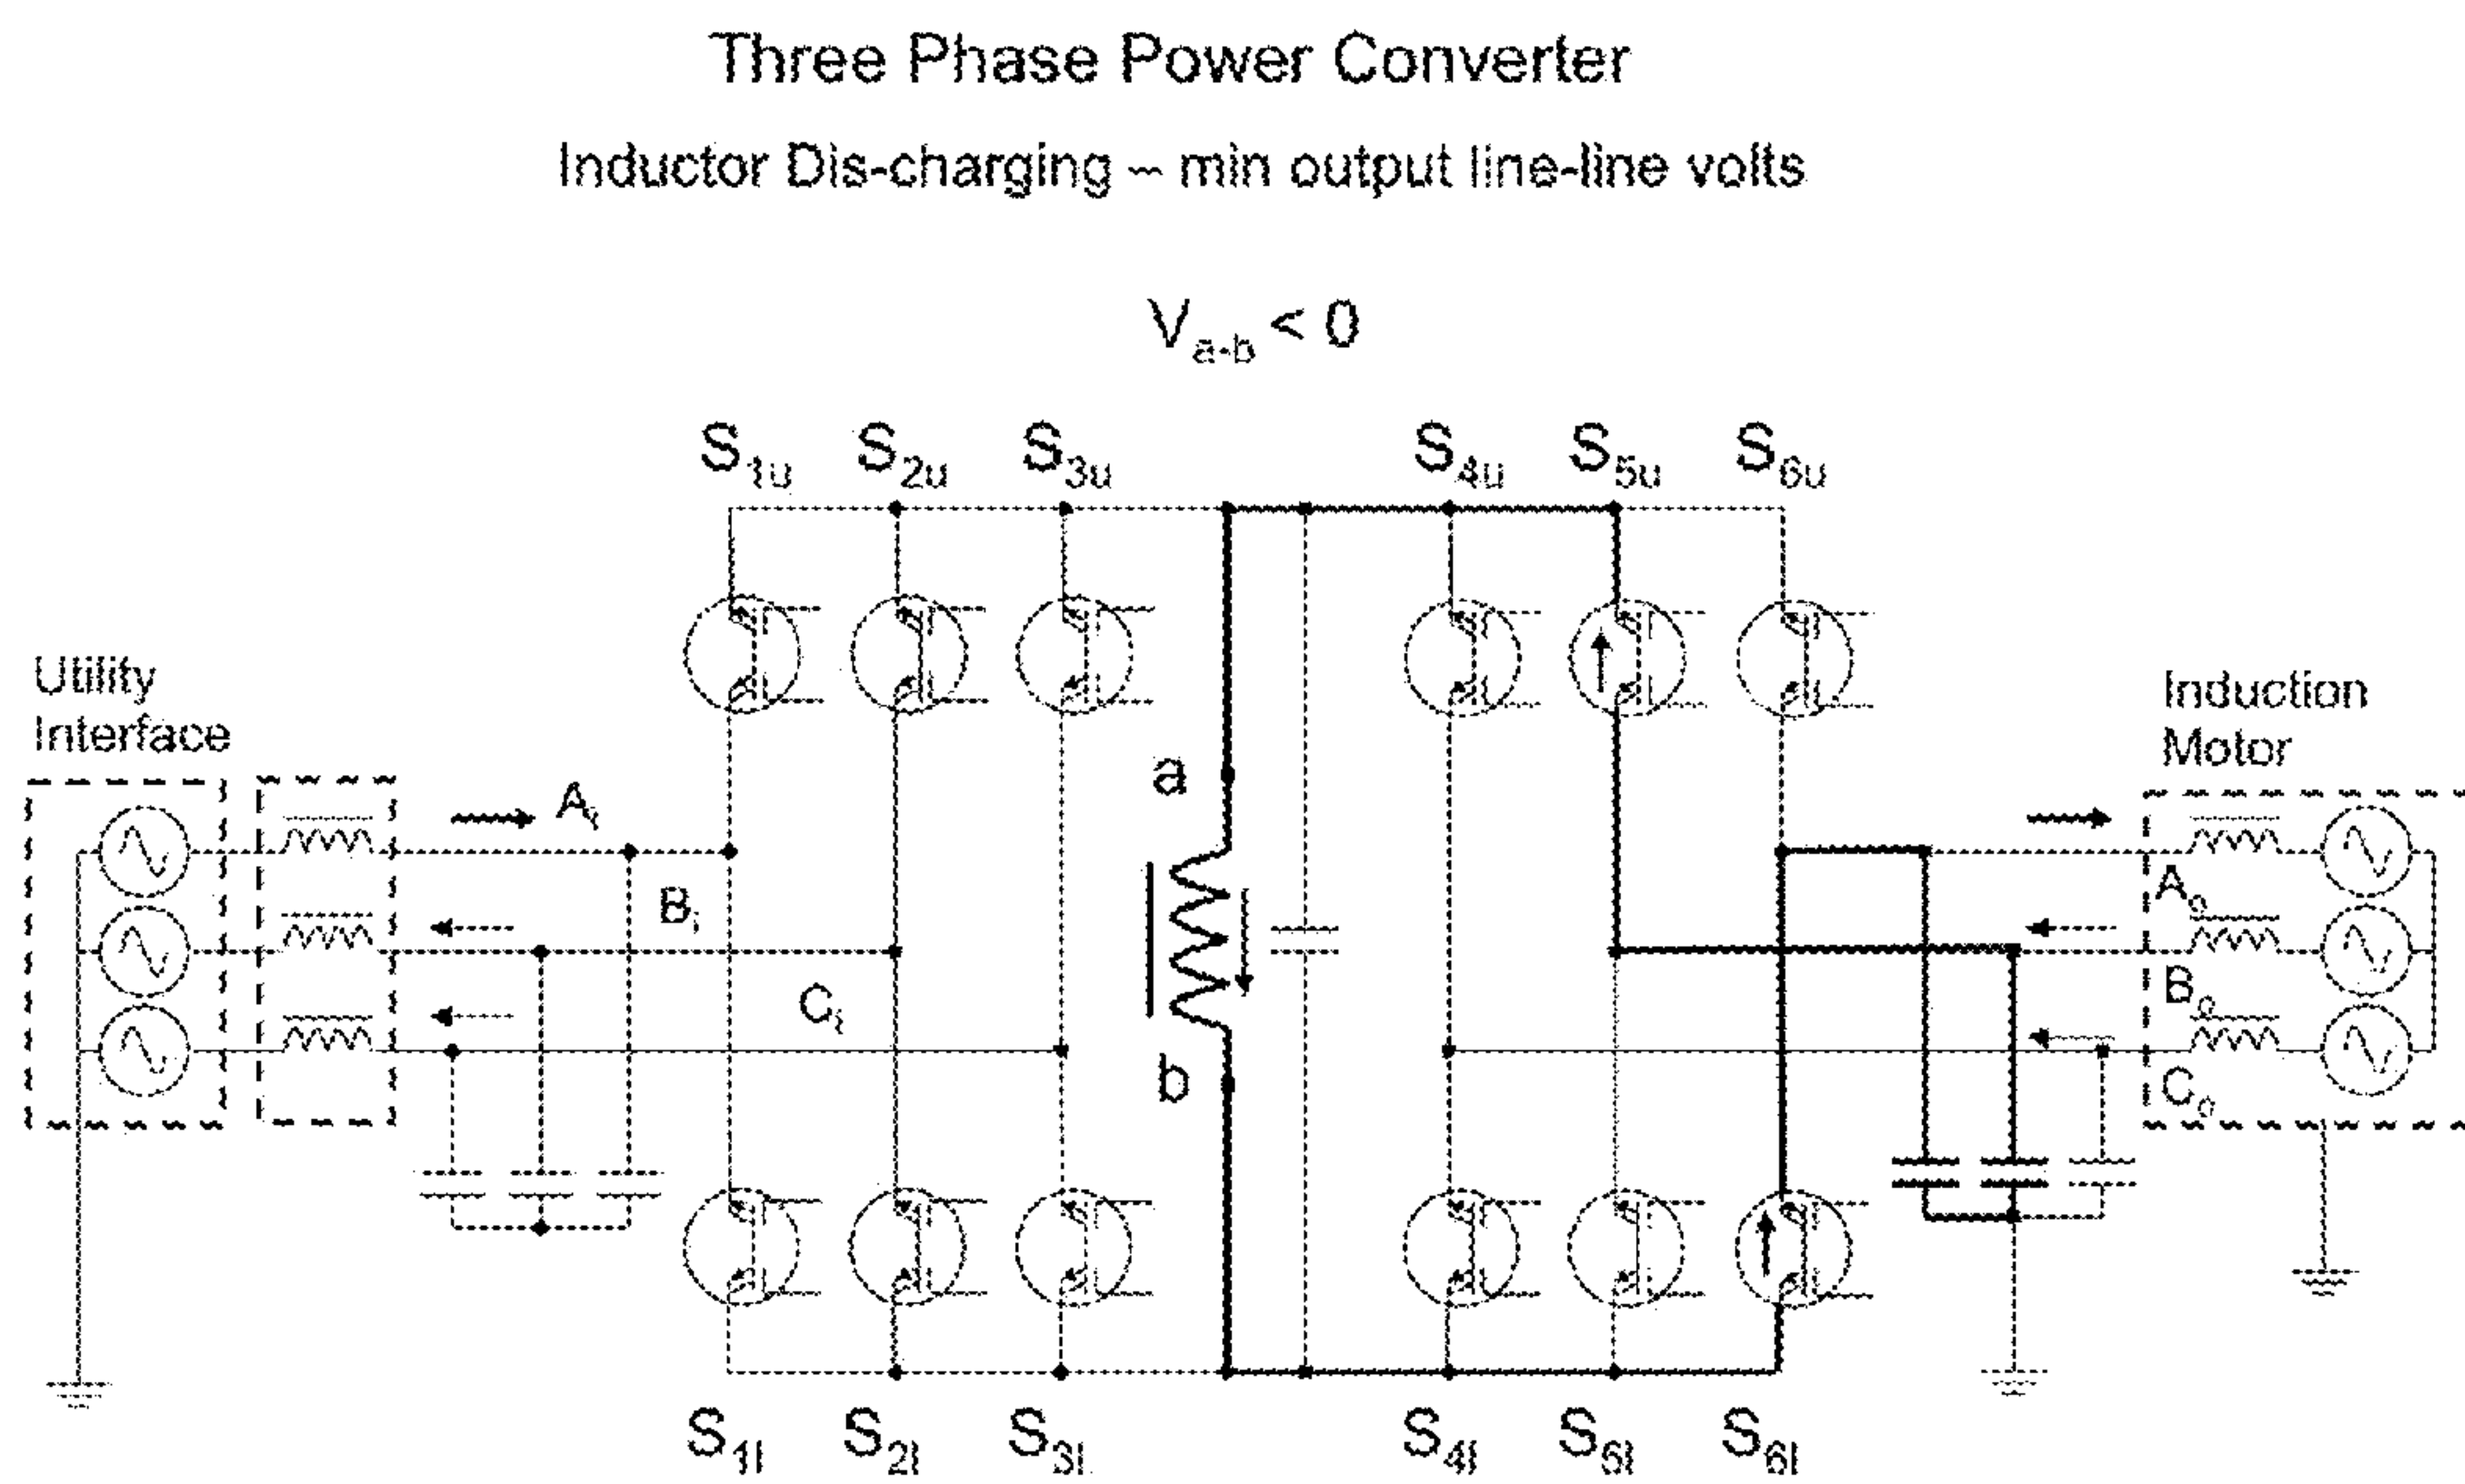 Three Phase Power Converter
Inductor Dis-charging – min output line-line volts
Va-b < 0
S1u S2u S3u S4u S5u S6u
Utility
Interface
Induction
Motor
a
Ai
Bi
Ao
Bo
Ci
b
Co
S1l S2l S3l S4l S5l S6l